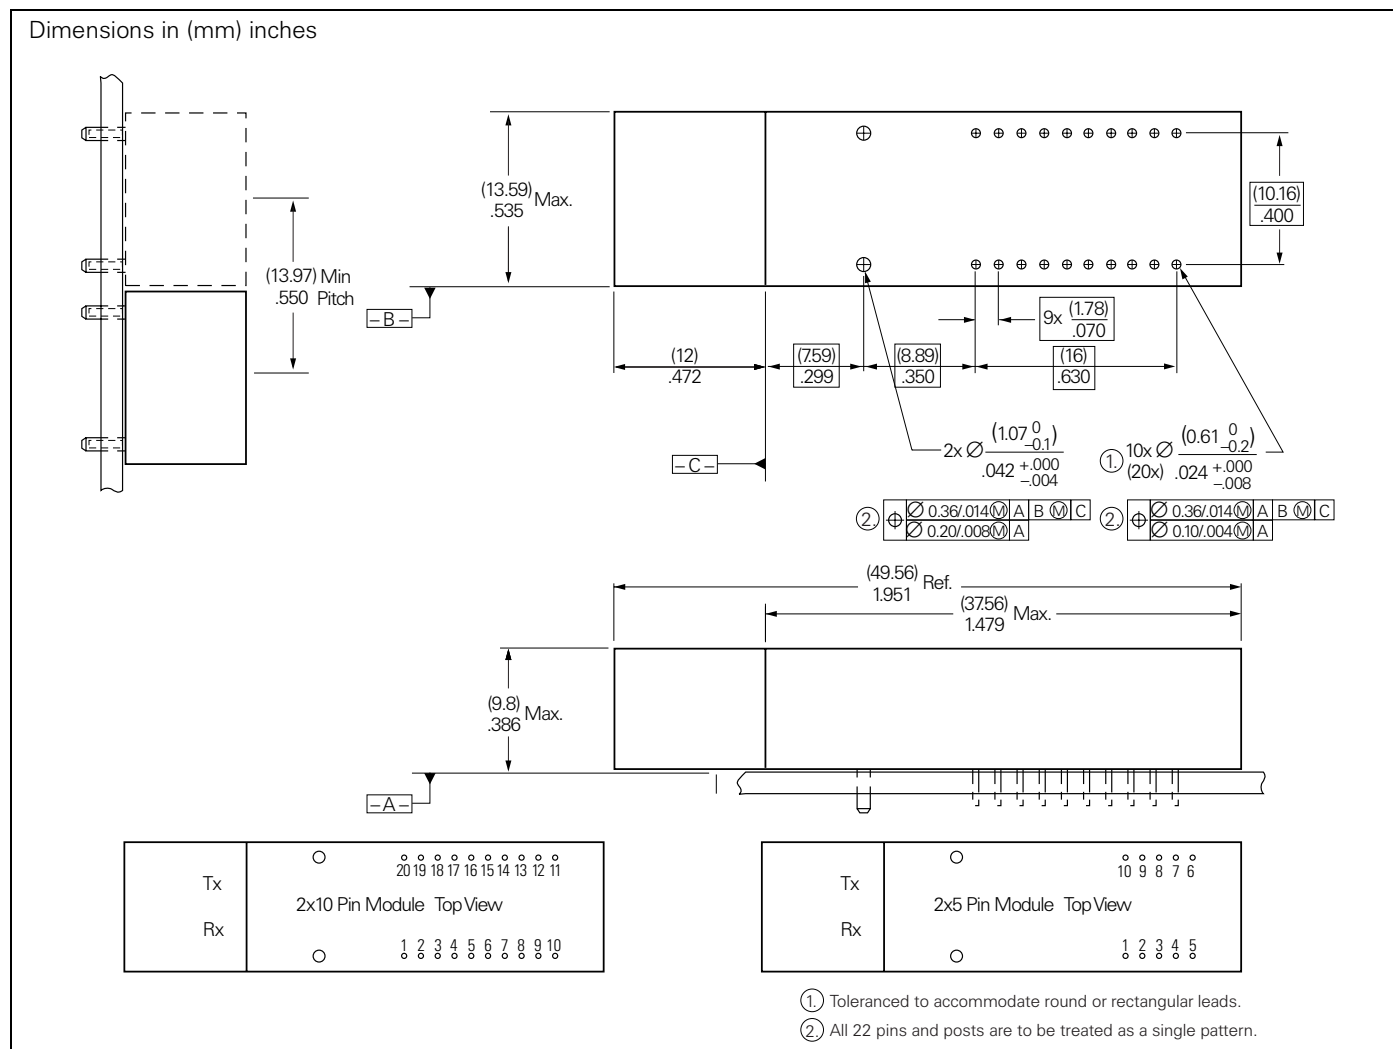 Dimensions in (mm) inches
(13.97) Min
.550 Pitch
(13.59) Max.
.535
(10.16)
.400
–B–
9x (1.78)
.070
(12)
.472
(7.59)
.299
(8.89)
.350
(16)
.630
–C–
2x Ø (1.07 0 –0.1)
.042 +.000 –.004
1. 10x Ø (0.61 0 –0.2)
(20x) .024 +.000 –.008
2. ⌖ Ø 0.36/.014 Ⓜ A B Ⓜ C
Ø 0.20/.008 Ⓜ A
2. ⌖ Ø 0.36/.014 Ⓜ A B Ⓜ C
Ø 0.10/.004 Ⓜ A
(49.56) Ref.
1.951
(37.56) Max.
1.479
(9.8) Max.
.386
–A–
20 19 18 17 16 15 14 13 12 11
Tx
2x10 Pin Module Top View
Rx
1 2 3 4 5 6 7 8 9 10
10 9 8 7 6
Tx
2x5 Pin Module Top View
Rx
1 2 3 4 5
1. Toleranced to accommodate round or rectangular leads.
2. All 22 pins and posts are to be treated as a single pattern.